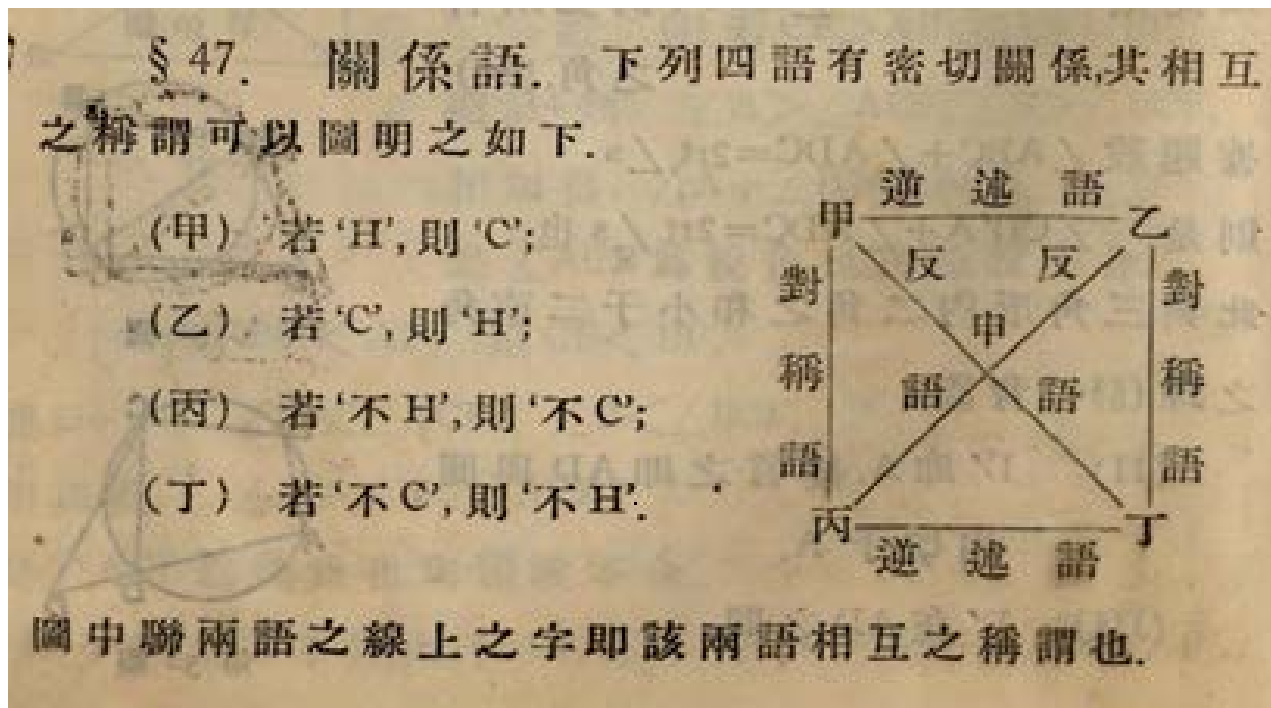 § 47. 關係語. 下列四語有密切關係,其相互
之稱謂可以圖明之如下.
(甲) 若‘H’,則‘C’;
(乙) 若‘C’,則‘H’;
(丙) 若‘不H’,則‘不C’;
(丁) 若‘不C’,則‘不H’.
逆述語
甲 乙
反 反
對稱語
對稱語
申
語 語
丙 丁
逆述語
圖中聯兩語之線上之字即該兩語相互之稱謂也.